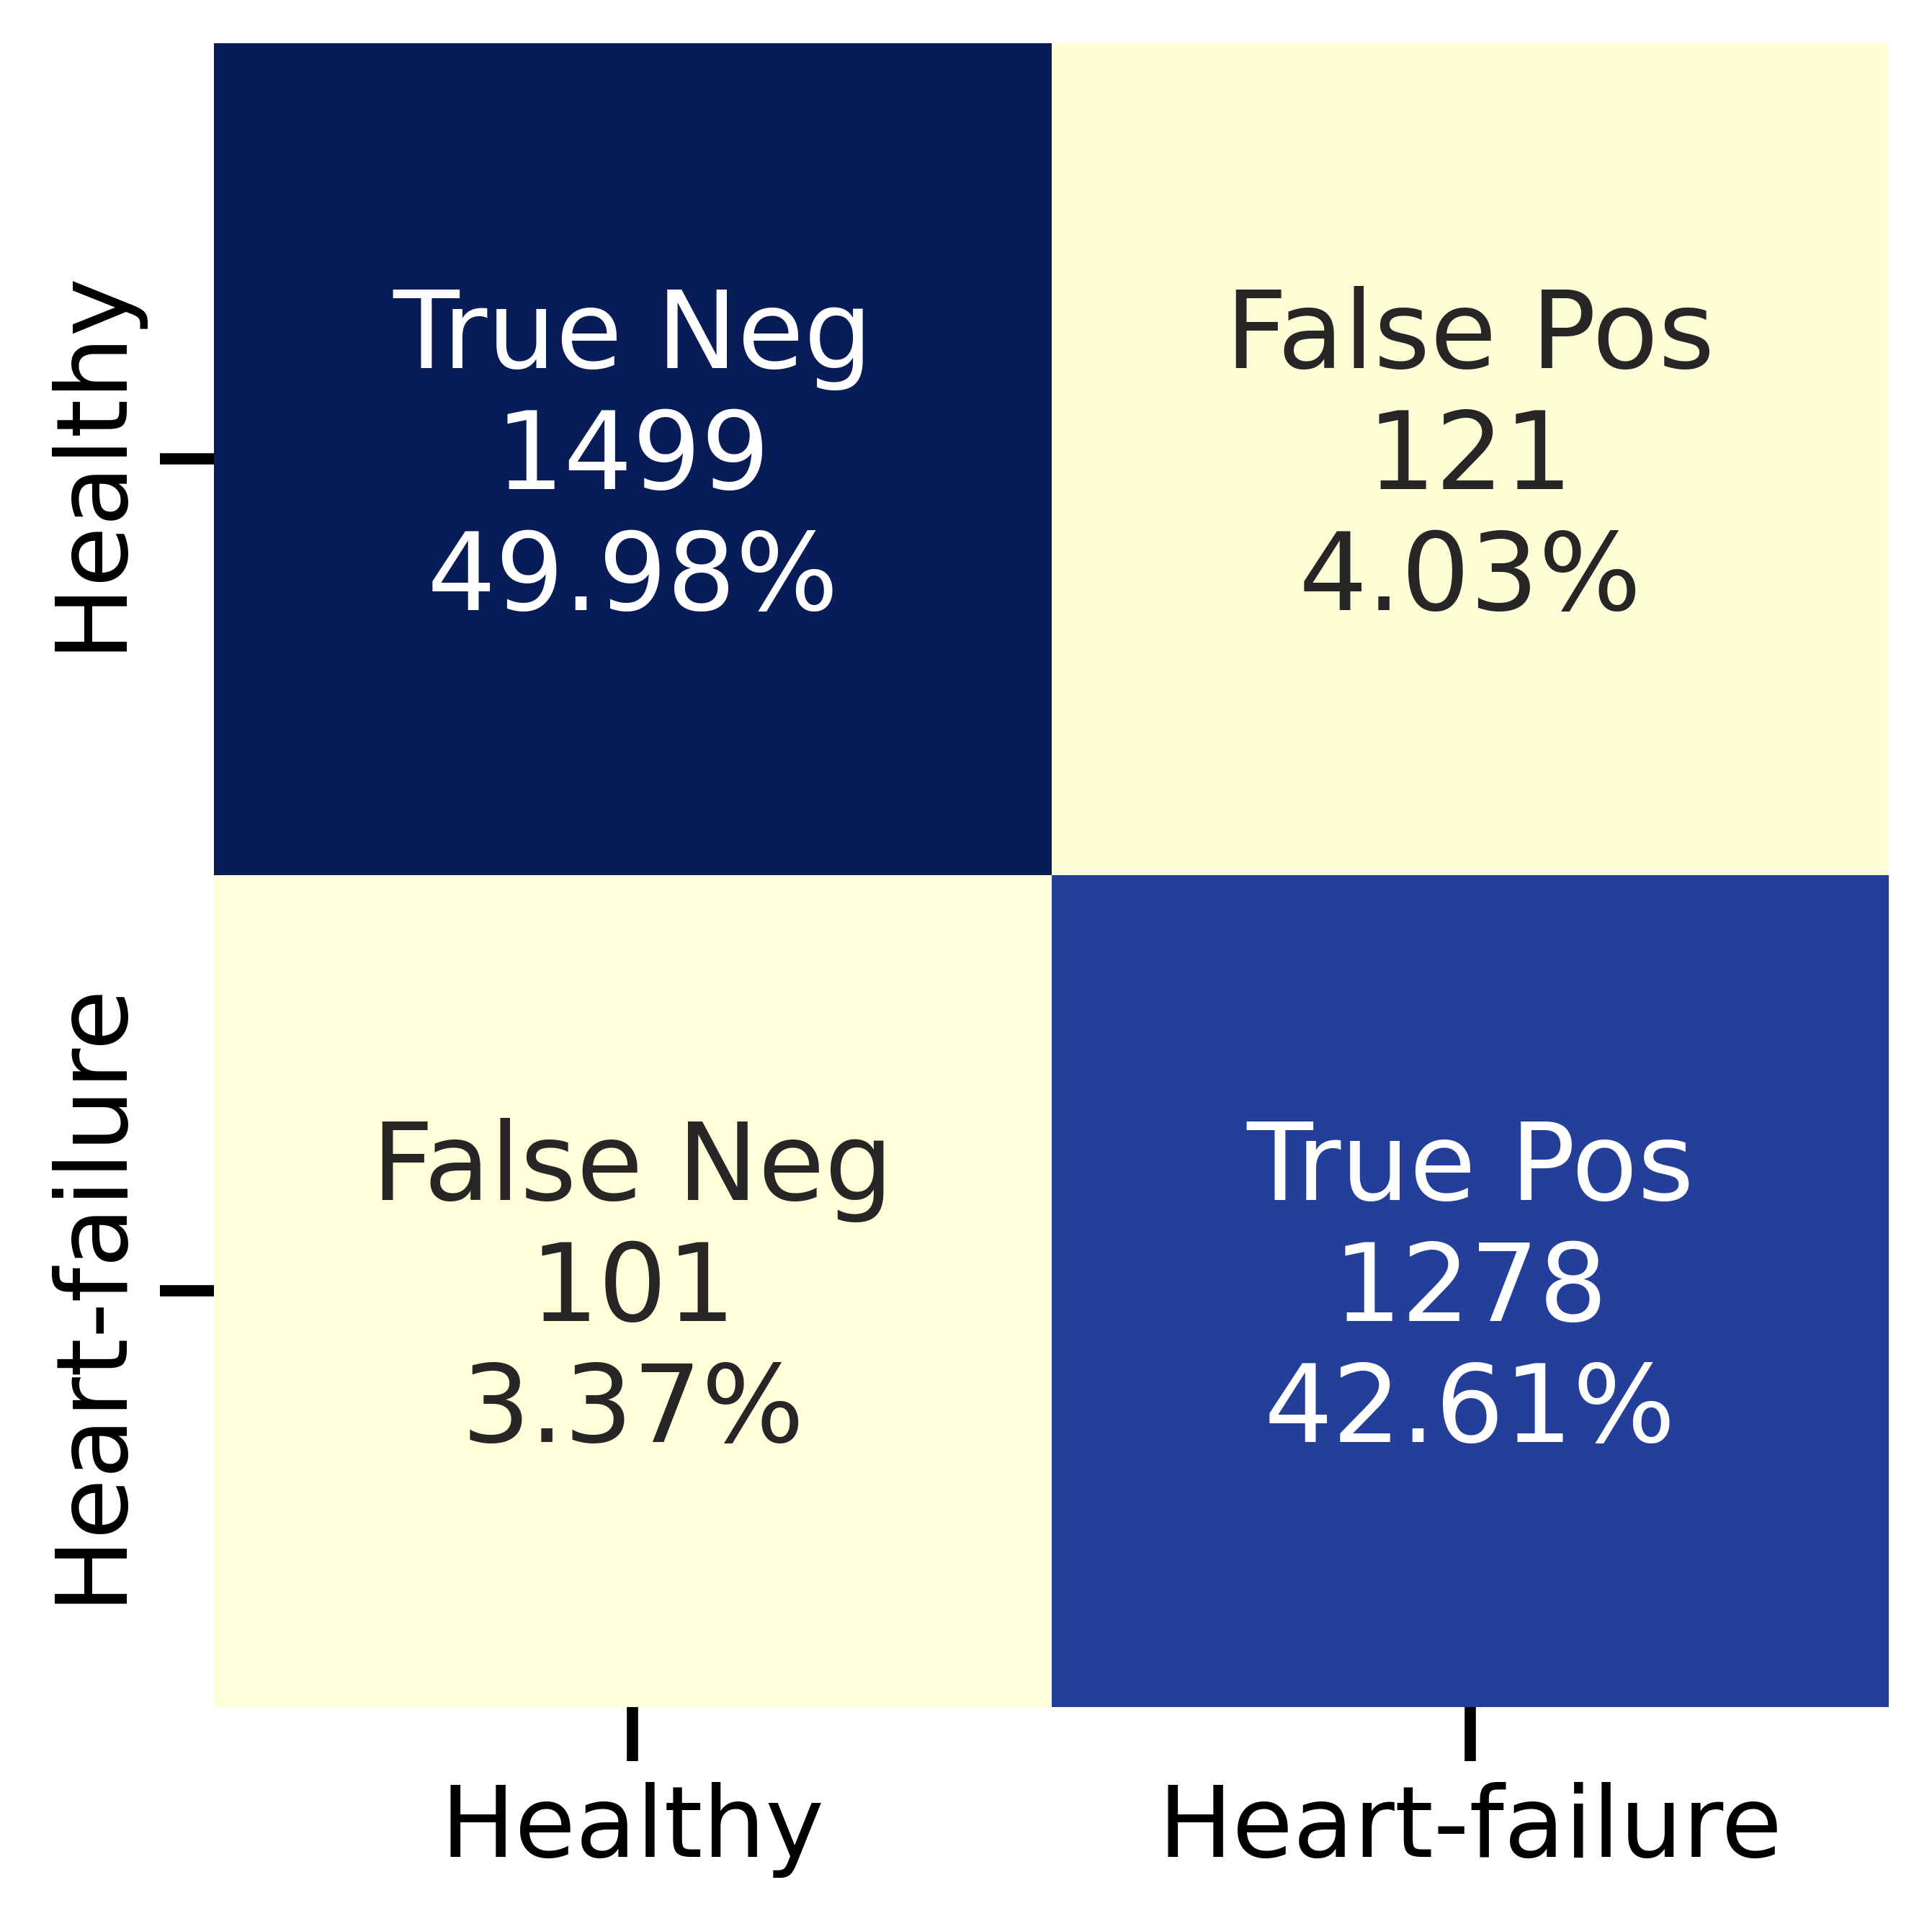 Healthy
True Neg
1499
49.98%
False Pos
121
4.03%
Heart-failure
False Neg
101
3.37%
True Pos
1278
42.61%
Healthy
Heart-failure